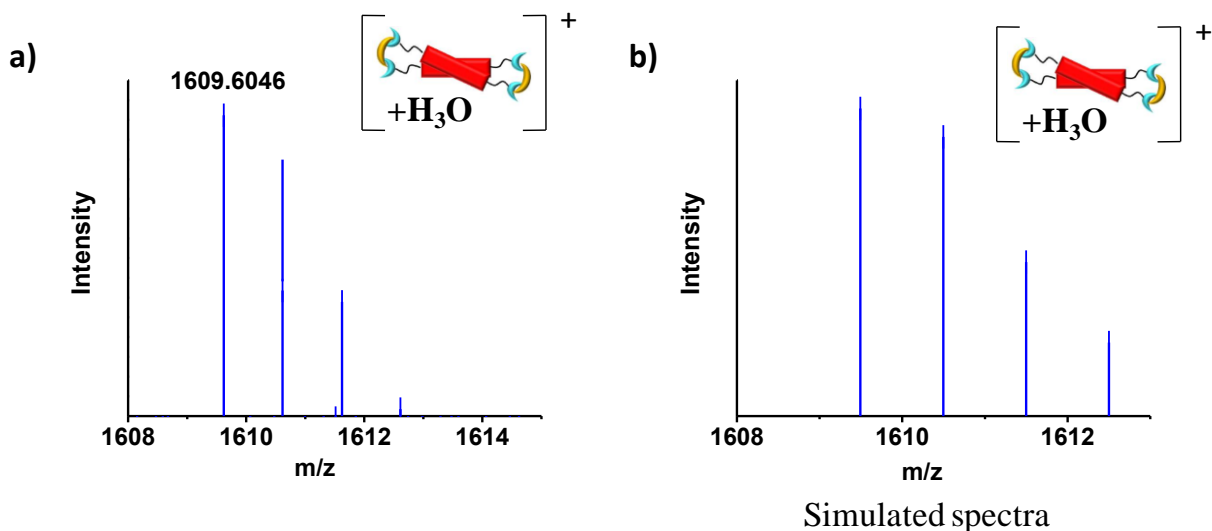 a)
1609.6046
+
+H₃O
Intensity
1608
1610
1612
1614
m/z
b)
+
+H₃O
Intensity
1608
1610
1612
m/z
Simulated spectra